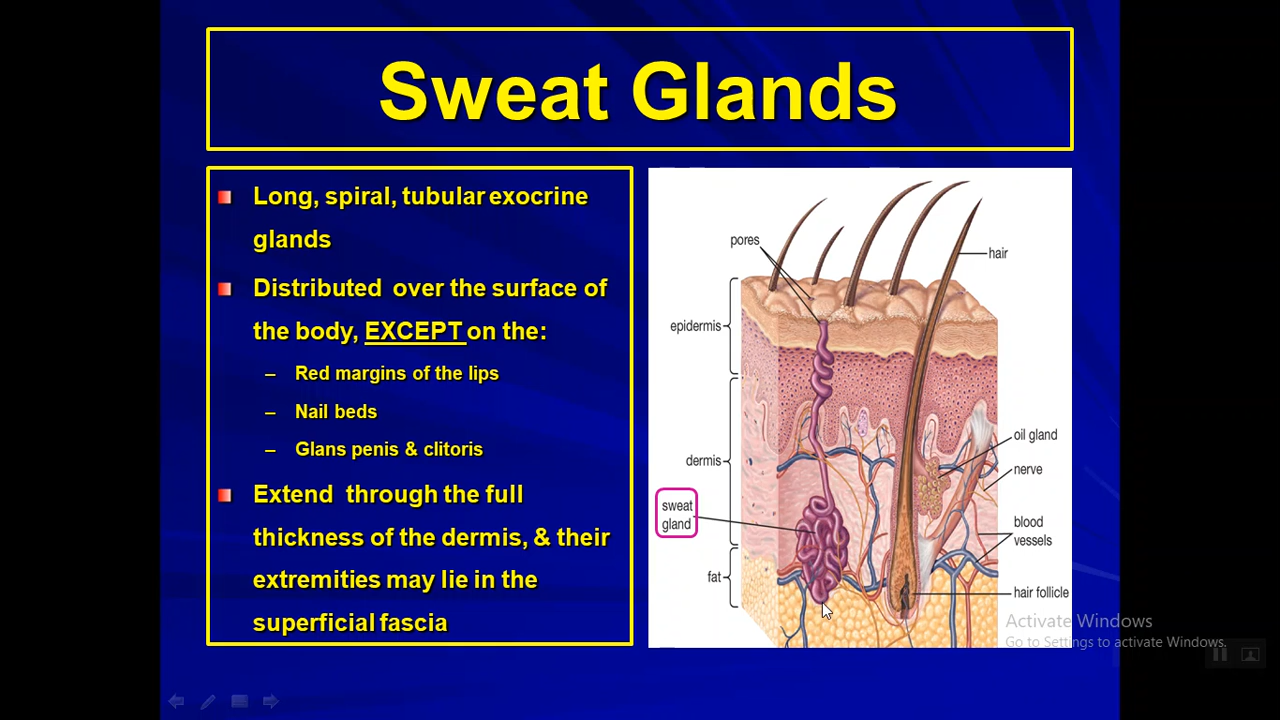 Sweat Glands
Long, spiral, tubular exocrine
glands
Distributed over the surface of
the body, EXCEPT on the:
– Red margins of the lips
– Nail beds
– Glans penis & clitoris
Extend through the full
thickness of the dermis, & their
extremities may lie in the
superficial fascia
pores
hair
epidermis
oil gland
dermis
nerve
sweat
gland
blood
vessels
fat
hair follicle
Activate Windows
Go to Settings to activate Windows.